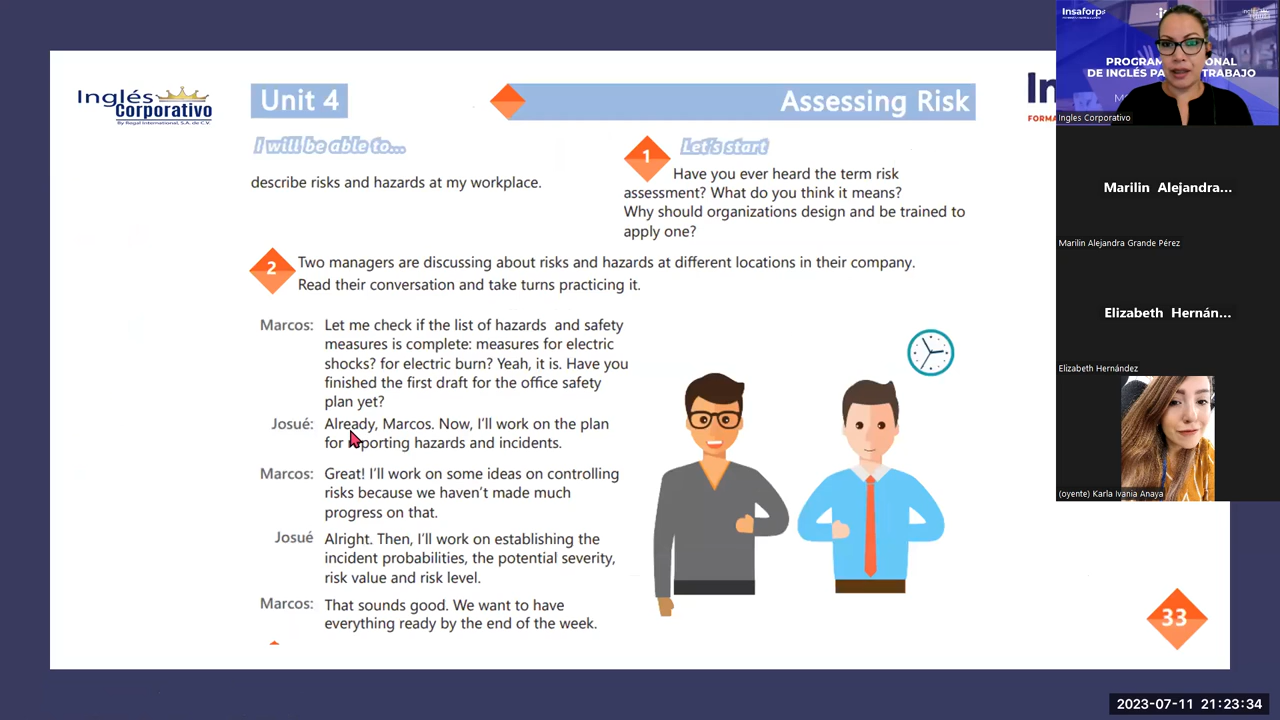 Inglés
Corporativo
By Regal International, S.A. de C.V.
Unit 4
Assessing Risk
In
FORMA
I will be able to...
describe risks and hazards at my workplace.
1
Let's start
Have you ever heard the term risk
assessment? What do you think it means?
Why should organizations design and be trained to
apply one?
2
Two managers are discussing about risks and hazards at different locations in their company.
Read their conversation and take turns practicing it.
Marcos: Let me check if the list of hazards and safety
measures is complete: measures for electric
shocks? for electric burn? Yeah, it is. Have you
finished the first draft for the office safety
plan yet?
Josué: Already, Marcos. Now, I'll work on the plan
for reporting hazards and incidents.
Marcos: Great! I'll work on some ideas on controlling
risks because we haven't made much
progress on that.
Josué Alright. Then, I'll work on establishing the
incident probabilities, the potential severity,
risk value and risk level.
Marcos: That sounds good. We want to have
everything ready by the end of the week.
33
Insaforp
PROGRAM
ONAL
DE INGLÉS PA
TRABAJO
Ingles Corporativo
Marilin Alejandra...
Marilin Alejandra Grande Pérez
Elizabeth Hernán...
Elizabeth Hernández
(oyente) Karla Ivania Anaya
2023-07-11 21:23:34